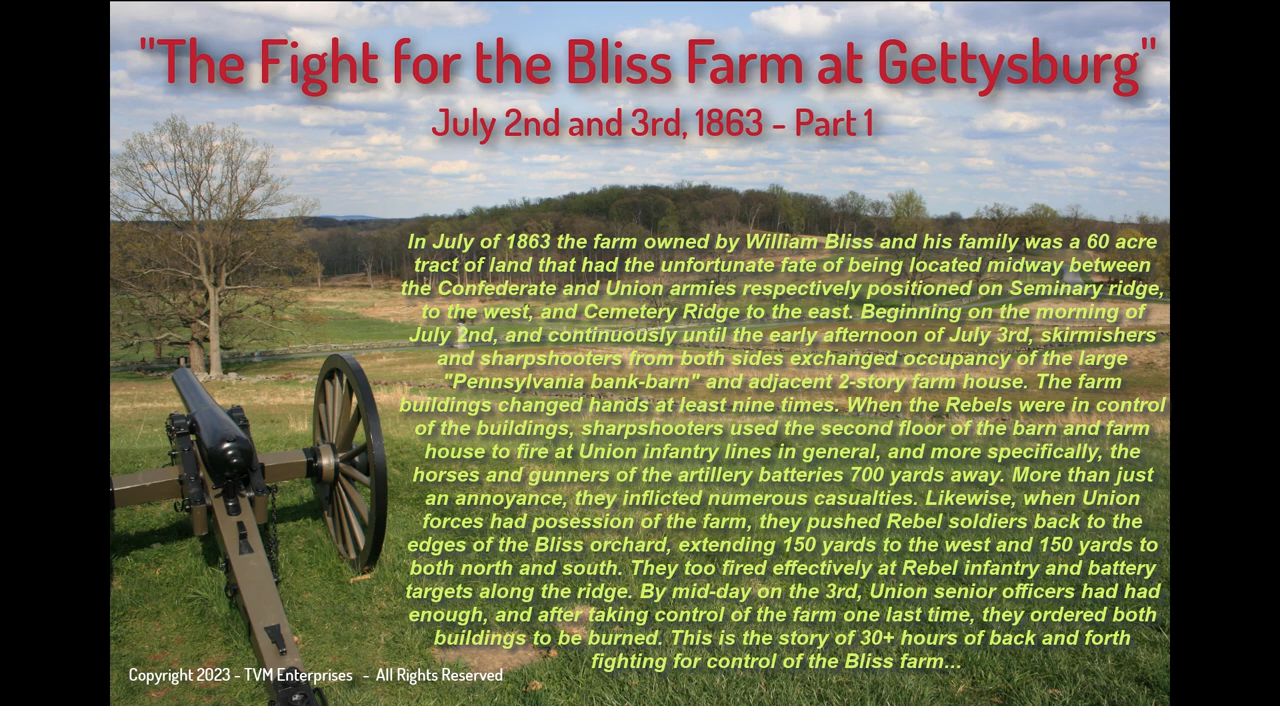 "The Fight for the Bliss Farm at Gettysburg"
July 2nd and 3rd, 1863 - Part 1
In July of 1863 the farm owned by William Bliss and his family was a 60 acre
tract of land that had the unfortunate fate of being located midway between
the Confederate and Union armies respectively positioned on Seminary ridge,
to the west, and Cemetery Ridge to the east. Beginning on the morning of
July 2nd, and continuously until the early afternoon of July 3rd, skirmishers
and sharpshooters from both sides exchanged occupancy of the large
"Pennsylvania bank-barn" and adjacent 2-story farm house. The farm
buildings changed hands at least nine times. When the Rebels were in control
of the buildings, sharpshooters used the second floor of the barn and farm
house to fire at Union infantry lines in general, and more specifically, the
horses and gunners of the artillery batteries 700 yards away. More than just
an annoyance, they inflicted numerous casualties. Likewise, when Union
forces had posession of the farm, they pushed Rebel soldiers back to the
edges of the Bliss orchard, extending 150 yards to the west and 150 yards to
both north and south. They too fired effectively at Rebel infantry and battery
targets along the ridge. By mid-day on the 3rd, Union senior officers had had
enough, and after taking control of the farm one last time, they ordered both
buildings to be burned. This is the story of 30+ hours of back and forth
fighting for control of the Bliss farm...
Copyright 2023 - TVM Enterprises - All Rights Reserved